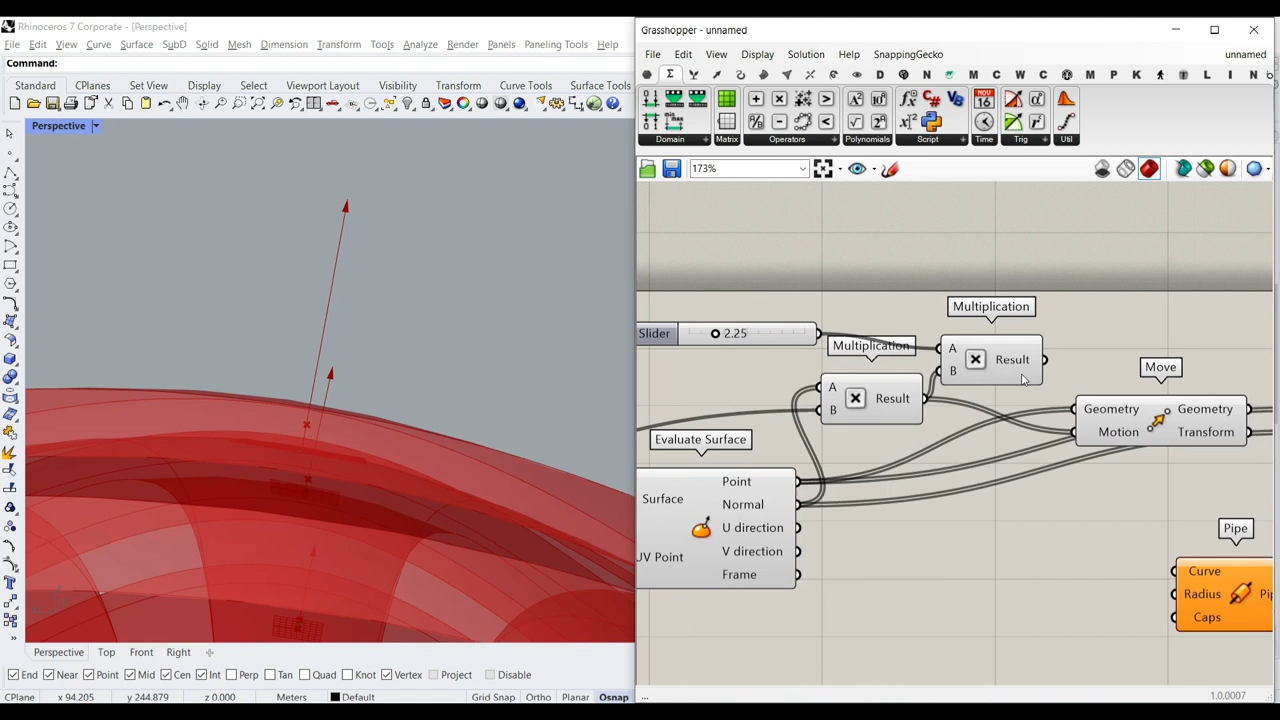 Rhinoceros 7 Corporate - [Perspective]
File Edit View Curve Surface SubD Solid Mesh Dimension Transform Tools Analyze Render Panels Paneling Tools Help
Command:
Standard CPlanes Set View Display Select Viewport Layout Visibility Transform Curve Tools Surface Tools
Perspective
Perspective Top Front Right
End Near Point Mid Cen Int Perp Tan Quad Knot Vertex Project Disable
CPlane x 94.205 y 244.879 z 0.000 Meters Default Grid Snap Ortho Planar Osnap
Grasshopper - unnamed
File Edit View Display Solution Help SnappingGecko unnamed
D N M C W C M P K L I N
Domain Matrix Operators Polynomials Script Time Trig Util
173%
Multiplication
Slider 2.25
Multiplication
A
B
Result
Move
A
B
Result
Geometry
Motion
Geometry
Transform
Evaluate Surface
Surface
UV Point
Point
Normal
U direction
V direction
Frame
Pipe
Curve
Radius
Caps
Pi
...
1.0.0007